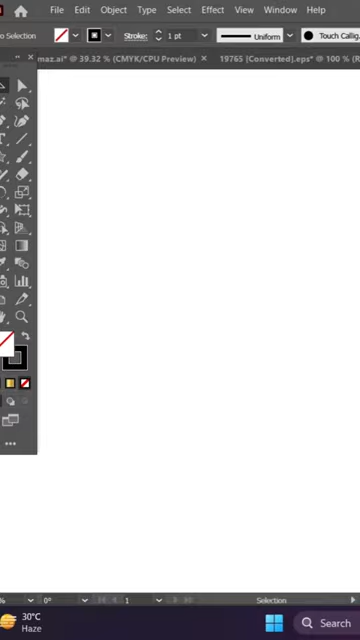 File Edit Object Type Select Effect View Window Help
o Selection Stroke: 1 pt Uniform Touch Callig
maz.ai* @ 39.32 % (CMYK/CPU Preview) × 19765 [Converted].eps* @ 100 % (R
% 0° 1 Selection
30°C
Haze
Search